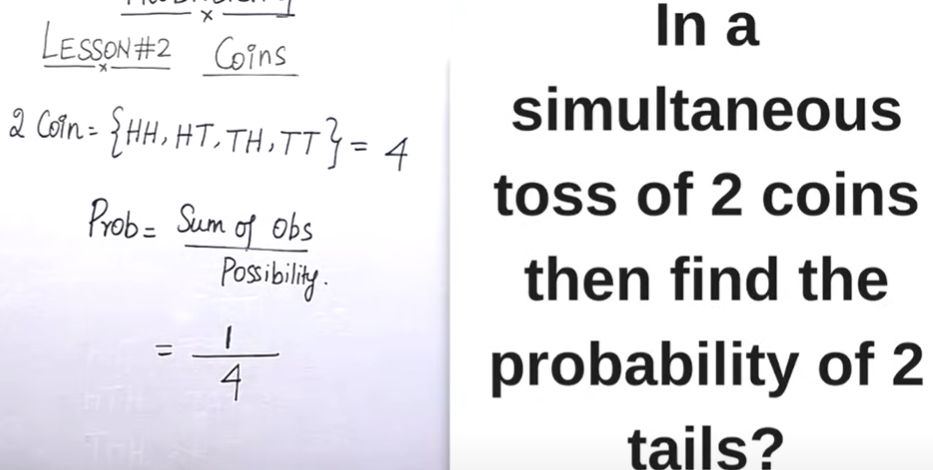 LESSON#2 Coins
2 Coin = {HH, HT, TH, TT} = 4
Prob = Sum of Obs
Possibility.
= 1
4
In a
simultaneous
toss of 2 coins
then find the
probability of 2
tails?